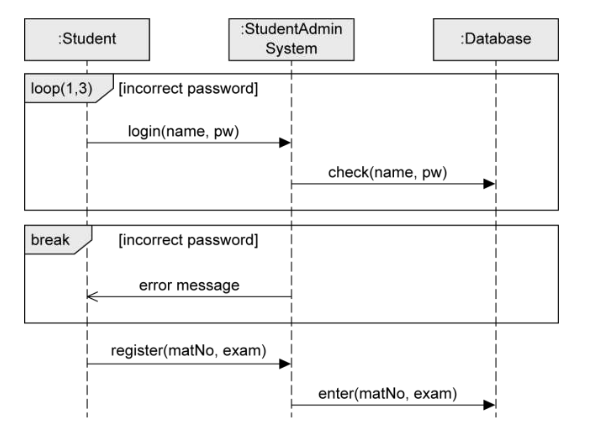 :Student
:StudentAdmin
System
:Database
loop(1,3)
[incorrect password]
login(name, pw)
check(name, pw)
break
[incorrect password]
error message
register(matNo, exam)
enter(matNo, exam)